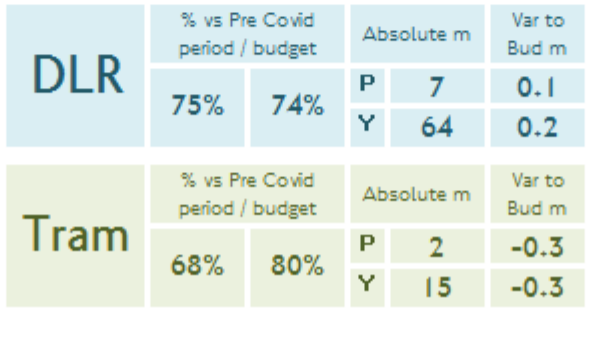 DLR
% vs Pre Covid period / budget
Absolute m
Var to Bud m
75% 74%
P 7 0.1
Y 64 0.2
Tram
% vs Pre Covid period / budget
Absolute m
Var to Bud m
68% 80%
P 2 -0.3
Y 15 -0.3